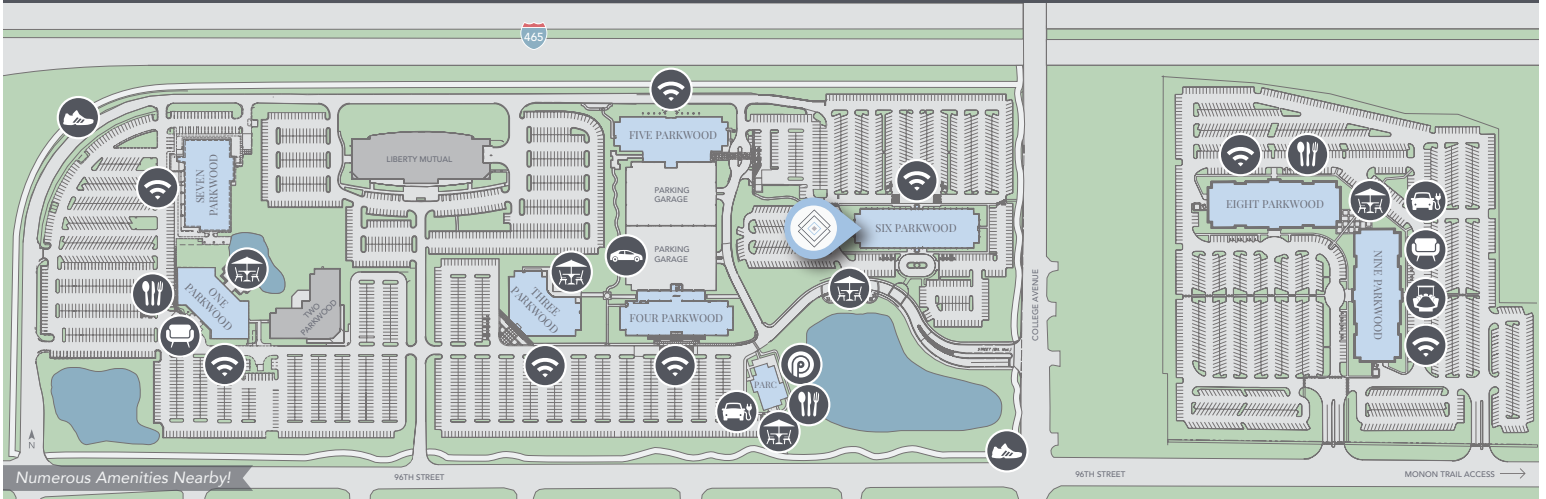 465
FIVE PARKWOOD
LIBERTY MUTUAL
SEVEN
PARKWOOD
PARKING
GARAGE
SIX PARKWOOD
EIGHT PARKWOOD
PARKING
GARAGE
NINE PARKWOOD
ONE
PARKWOOD
TWO
PARKWOOD
THREE
PARKWOOD
FOUR PARKWOOD
COLLEGE AVENUE
PARC
N
Numerous Amenities Nearby!
96TH STREET
96TH STREET
MONON TRAIL ACCESS